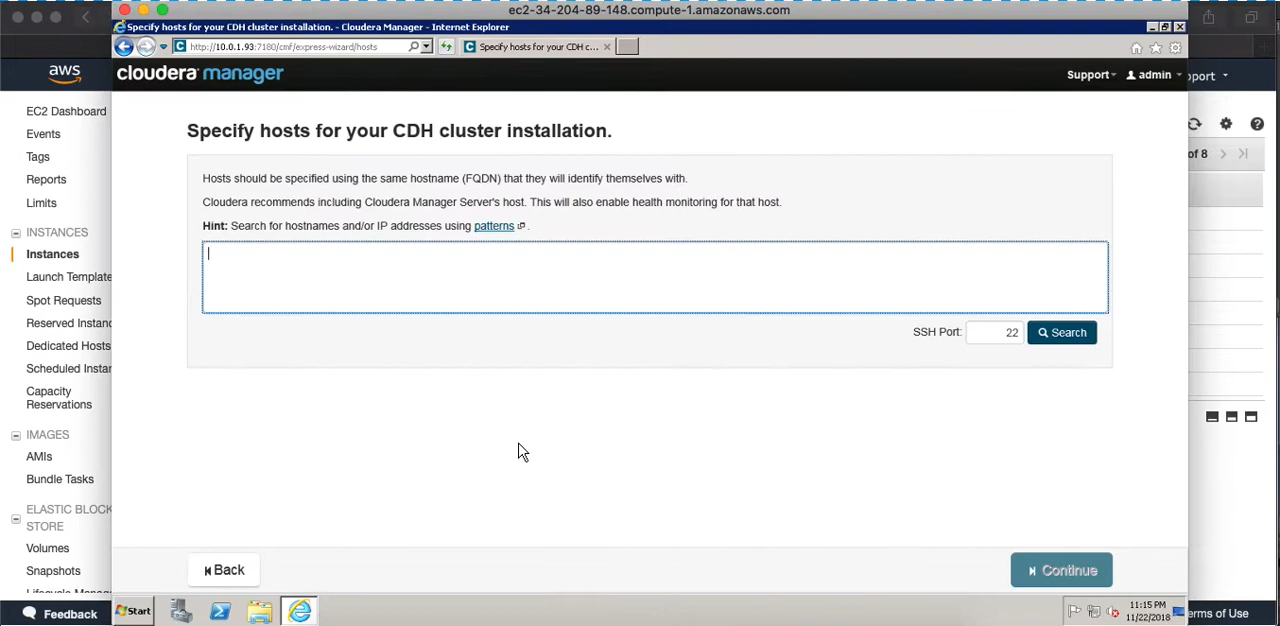 ec2-34-204-89-148.compute-1.amazonaws.com
Specify hosts for your CDH cluster installation. - Cloudera Manager - Internet Explorer
http://10.0.1.93:7180/cmf/express-wizard/hosts
Specify hosts for your CDH c...
cloudera manager
Support
admin
pport
aws
EC2 Dashboard
Events
Tags
Reports
Limits
INSTANCES
Instances
Launch Template
Spot Requests
Reserved Instanc
Dedicated Hosts
Scheduled Instar
Capacity
Reservations
IMAGES
AMIs
Bundle Tasks
ELASTIC BLOCK
STORE
Volumes
Snapshots
Lifecycle Manag
Feedback
Specify hosts for your CDH cluster installation.
Hosts should be specified using the same hostname (FQDN) that they will identify themselves with.
Cloudera recommends including Cloudera Manager Server's host. This will also enable health monitoring for that host.
Hint: Search for hostnames and/or IP addresses using patterns .
SSH Port: 22 Search
Back
Continue
of 8
Start
11:15 PM
11/22/2018
erms of Use